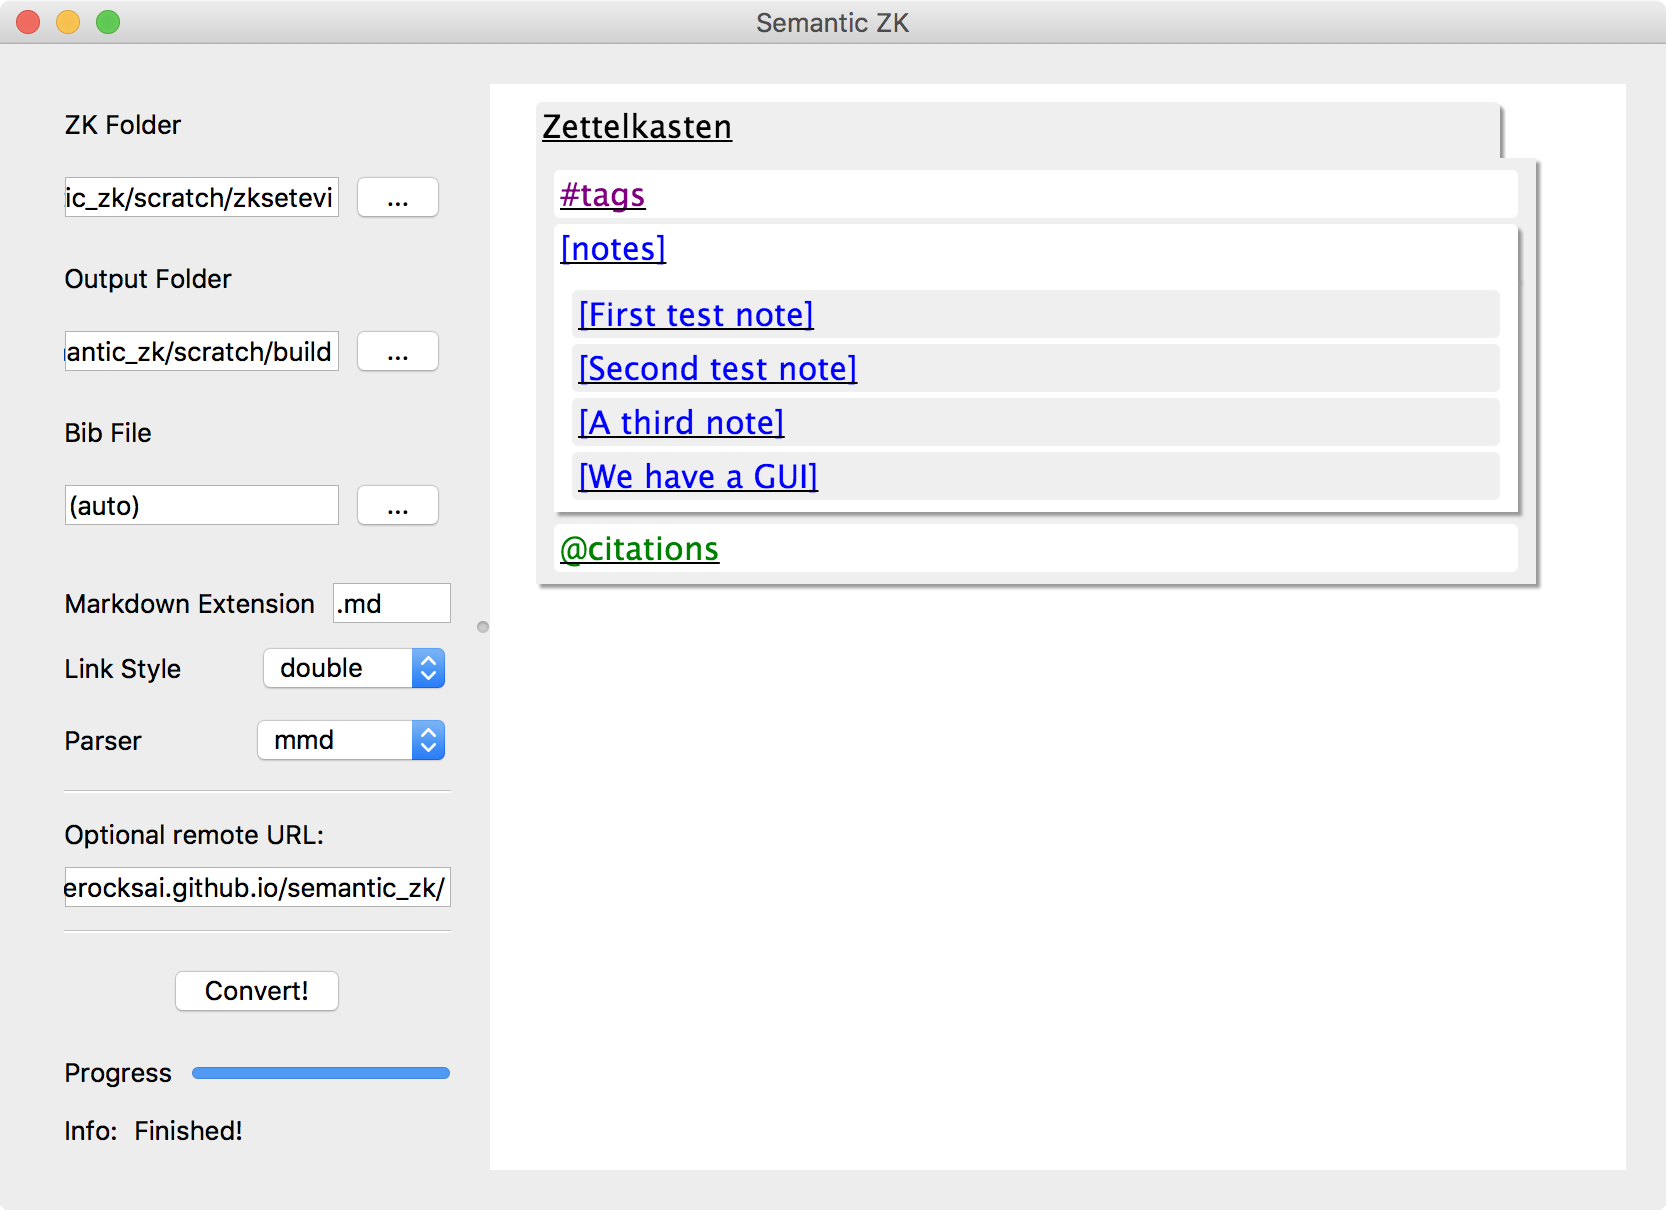 Semantic ZK
ZK Folder
ic_zk/scratch/zksetevi
...
Output Folder
antic_zk/scratch/build
...
Bib File
(auto)
...
Markdown Extension .md
Link Style double
Parser mmd
Optional remote URL:
erocksai.github.io/semantic_zk/
Convert!
Progress
Info: Finished!
Zettelkasten
#tags
[notes]
[First test note]
[Second test note]
[A third note]
[We have a GUI]
@citations